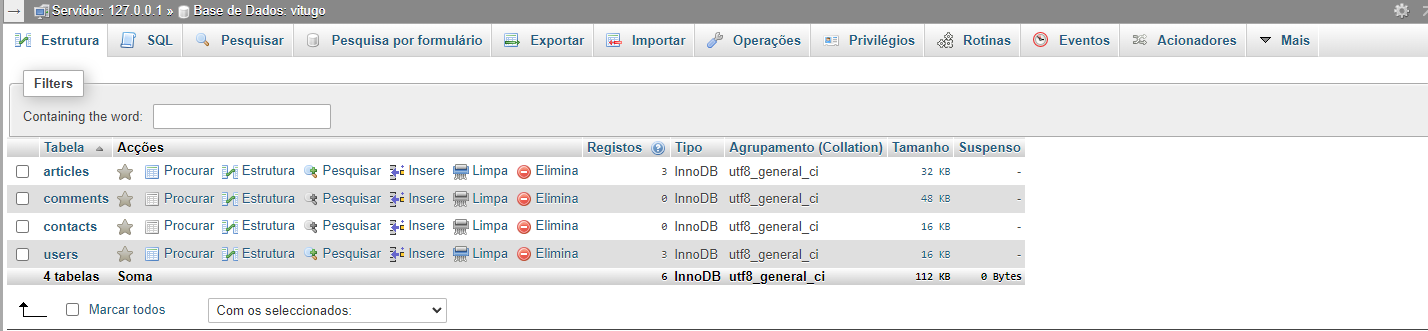 Servidor: 127.0.0.1 » Base de Dados: vitugo
Estrutura SQL Pesquisar Pesquisa por formulário Exportar Importar Operações Privilégios Rotinas Eventos Acionadores Mais
Filters
Containing the word:
Tabela Acções Registos Tipo Agrupamento (Collation) Tamanho Suspenso
articles Procurar Estrutura Pesquisar Insere Limpa Elimina 3 InnoDB utf8_general_ci 32 KB -
comments Procurar Estrutura Pesquisar Insere Limpa Elimina 0 InnoDB utf8_general_ci 48 KB -
contacts Procurar Estrutura Pesquisar Insere Limpa Elimina 0 InnoDB utf8_general_ci 16 KB -
users Procurar Estrutura Pesquisar Insere Limpa Elimina 3 InnoDB utf8_general_ci 16 KB -
4 tabelas Soma 6 InnoDB utf8_general_ci 112 KB 0 Bytes
Marcar todos Com os seleccionados: